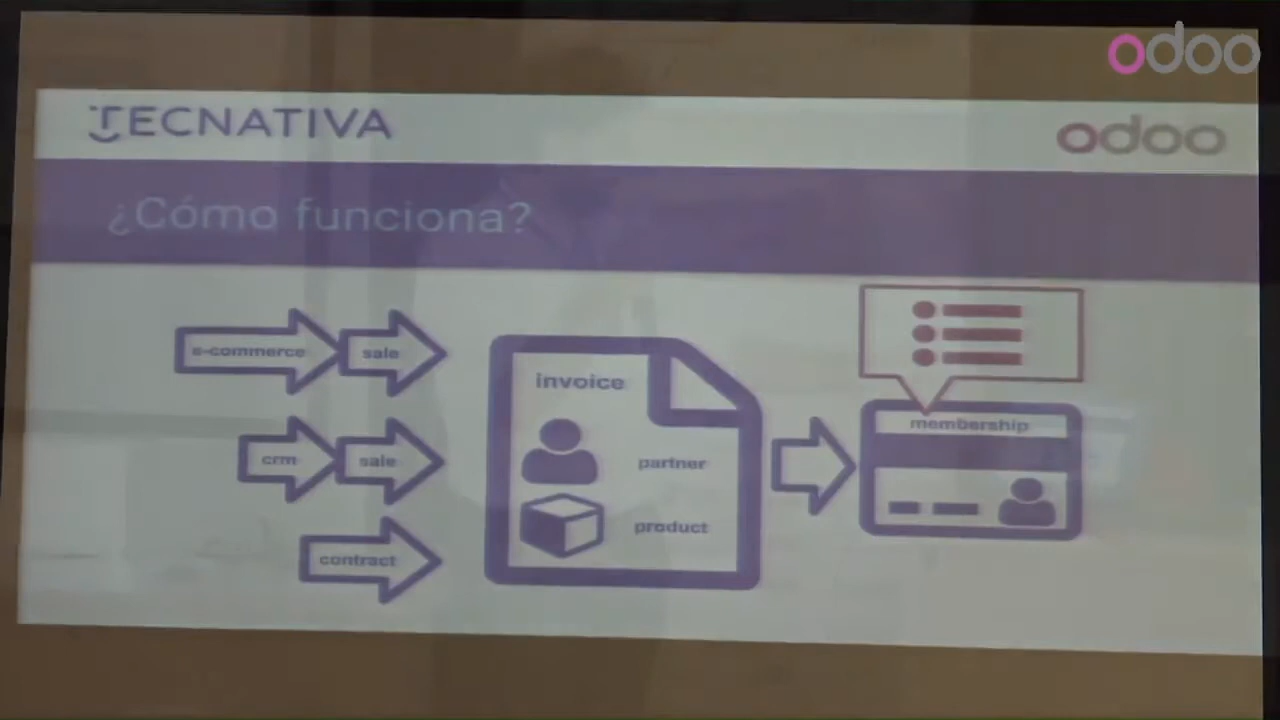 odoo
TECNATIVA
odoo
¿Cómo funciona?
e-commerce
sale
crm
sale
contract
invoice
partner
product
membership